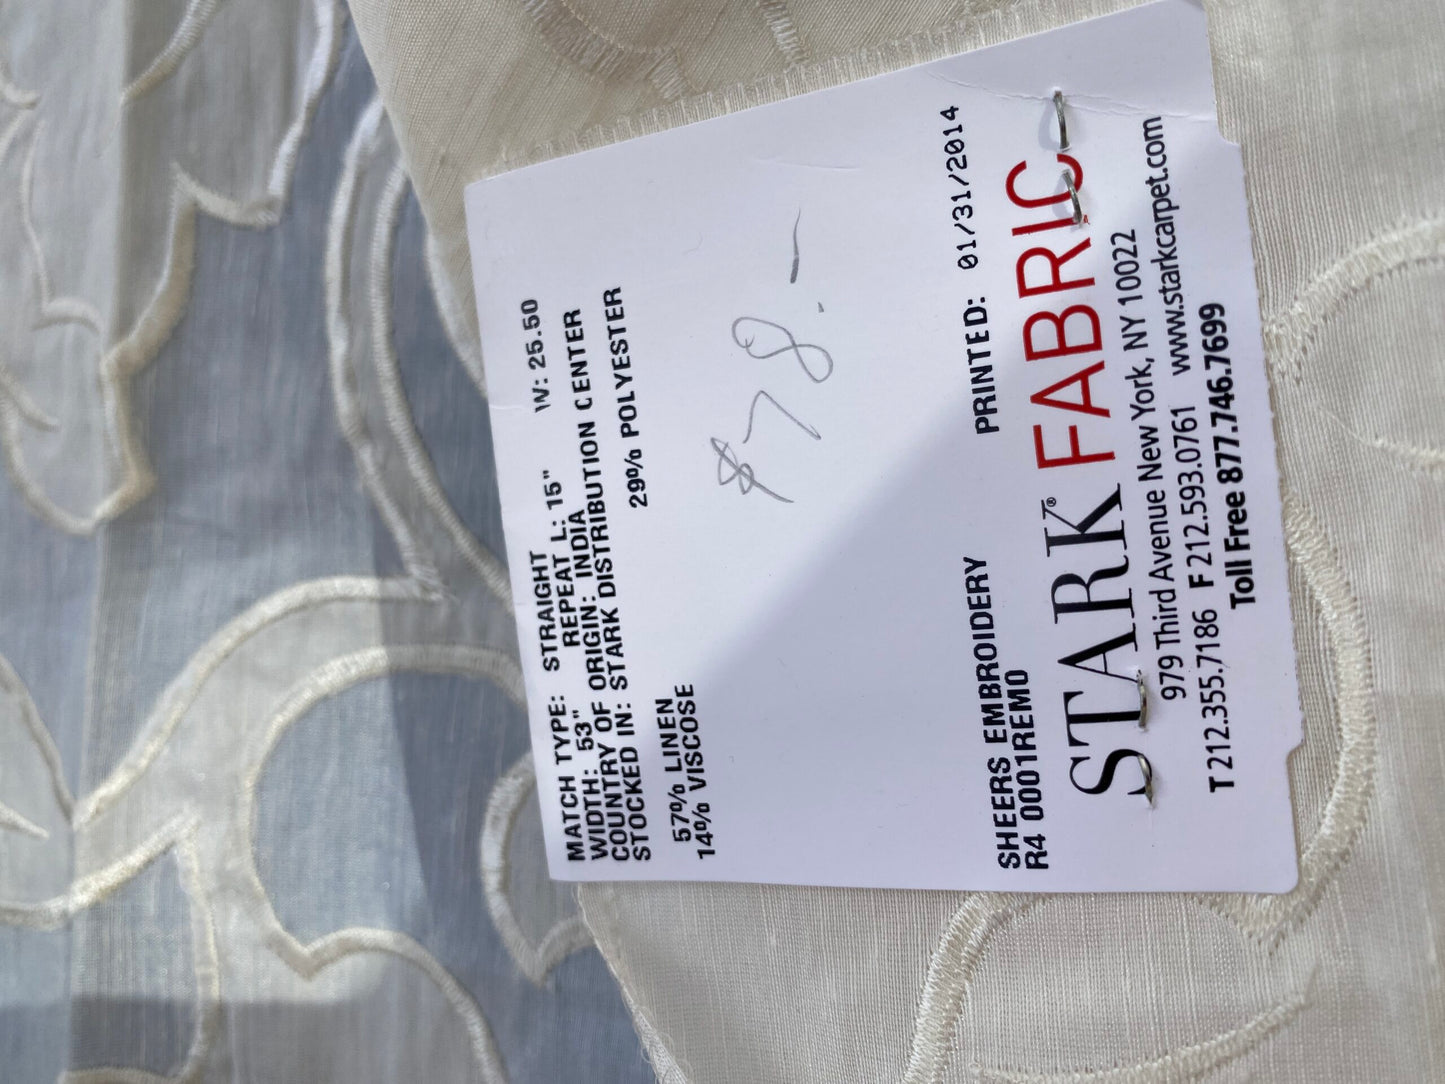 MATCH TYPE: STRAIGHT
WIDTH: 53" REPEAT L: 15" W: 25.50
COUNTRY OF ORIGIN: INDIA
STOCKED IN: STARK DISTRIBUTION CENTER
57% LINEN 29% POLYESTER
14% VISCOSE
$78.-
SHEERS EMBROIDERY PRINTED: 01/31/2014
R4 0001REMO
STARK® FABRIC
979 Third Avenue New York, NY 10022
T 212.355.7186 F 212.593.0761 www.starkcarpet.com
Toll Free 877.746.7699